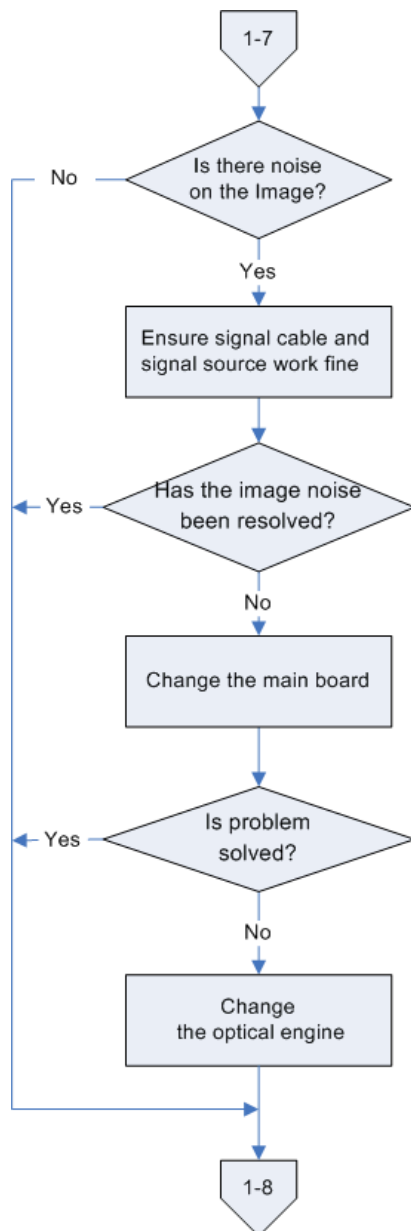 1-7
Is there noise
on the Image?
No
Yes
Ensure signal cable and
signal source work fine
Has the image noise
been resolved?
Yes
No
Change the main board
Is problem
solved?
Yes
No
Change
the optical engine
1-8